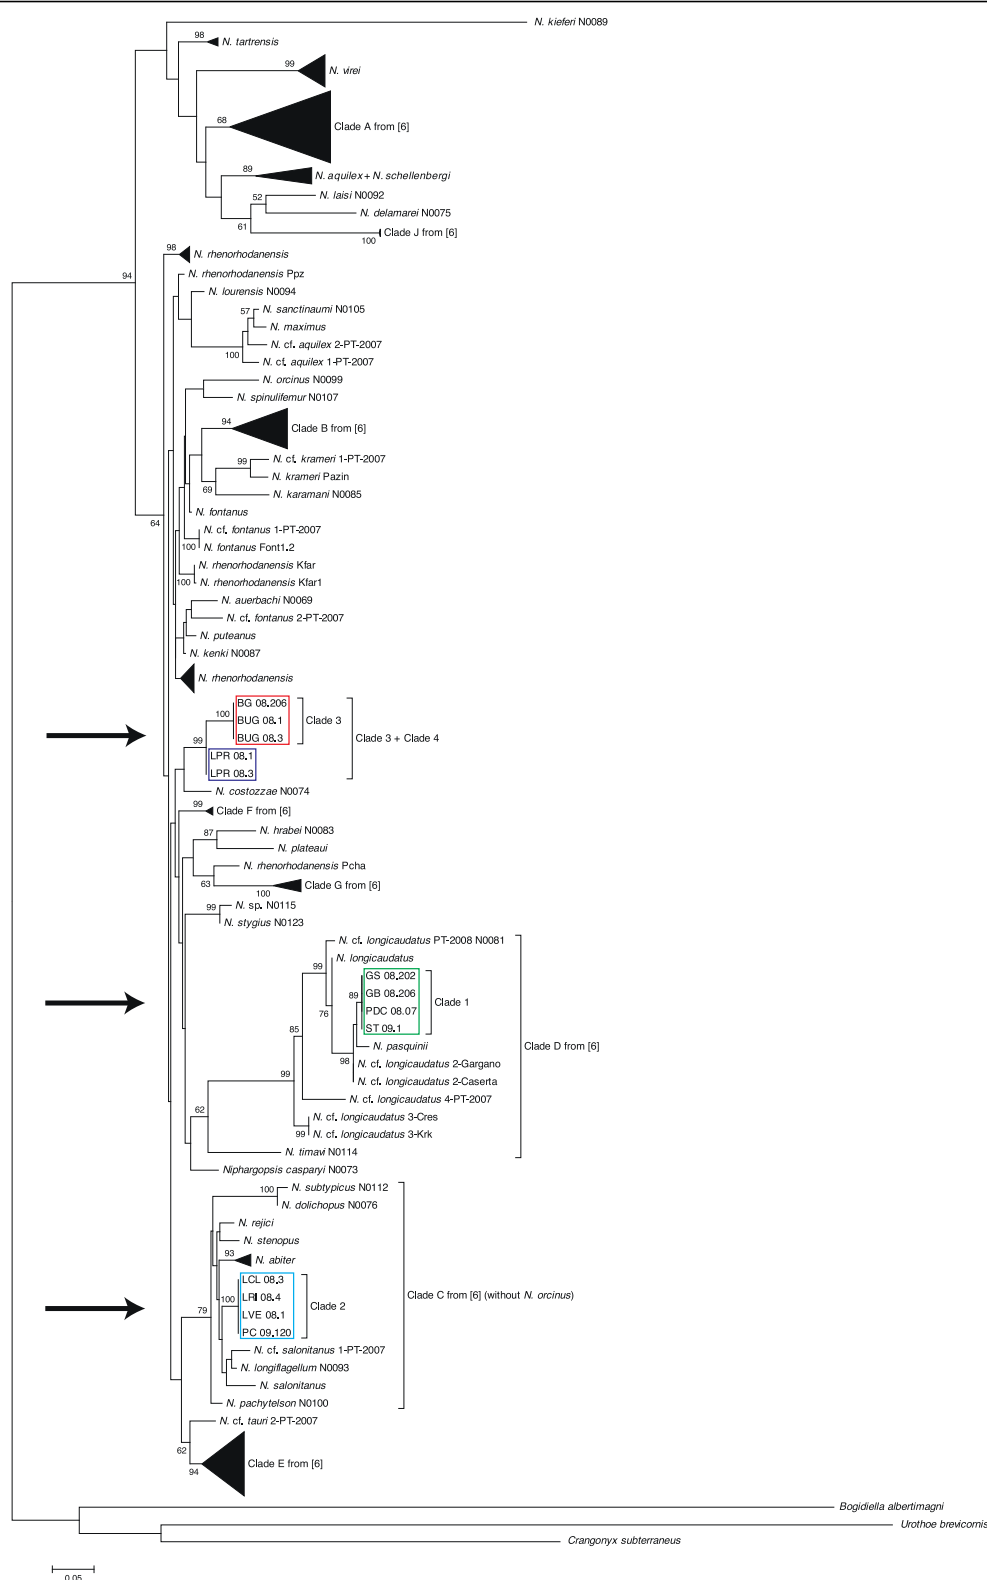 N. kieferi N0089
98
N. tartrensis
99
N. virei
68
Clade A from [6]
89
N. aquilex + N. schellenbergi
52
N. laisi N0092
N. delamarei N0075
61
100
Clade J from [6]
98
N. rhenorhodanensis
94
N. rhenorhodanensis Ppz
N. lourensis N0094
57
N. sanctinaumi N0105
N. maximus
N. cf. aquilex 2-PT-2007
100
N. cf. aquilex 1-PT-2007
N. orcinus N0099
N. spinulifemur N0107
94
Clade B from [6]
N. cf. krameri 1-PT-2007
99
N. krameri Pazin
69
N. karamani N0085
N. fontanus
64
N. cf. fontanus 1-PT-2007
100
N. fontanus Font1.2
N. rhenorhodanensis Kfar
100
N. rhenorhodanensis Kfar1
N. auerbachi N0069
N. cf. fontanus 2-PT-2007
N. puteanus
N. kenki N0087
N. rhenorhodanensis
BG 08.206
100
BUG 08.1
Clade 3
BUG 08.3
99
Clade 3 + Clade 4
LPR 08.1
LPR 08.3
N. costozzae N0074
99
Clade F from [6]
87
N. hrabei N0083
N. plateaui
N. rhenorhodanensis Pcha
63
100
Clade G from [6]
99
N. sp. N0115
N. stygius N0123
N. cf. longicaudatus PT-2008 N0081
N. longicaudatus
99
GS 08.202
89
GB 08.206
Clade 1
76
PDC 08.07
ST 09.1
85
N. pasquinii
Clade D from [6]
98
N. cf. longicaudatus 2-Gargano
99
N. cf. longicaudatus 2-Caserta
N. cf. longicaudatus 4-PT-2007
62
N. cf. longicaudatus 3-Cres
99
N. cf. longicaudatus 3-Krk
N. timavi N0114
Niphargopsis casparyi N0073
100
N. subtypicus N0112
N. dolichopus N0076
N. rejici
N. stenopus
93
N. abiter
LCL 08.3
100
LRI 08.4
Clade C from [6] (without N. orcinus)
Clade 2
79
LVE 08.1
PC 09.120
N. cf. salonitanus 1-PT-2007
N. longiflagellum N0093
N. salonitanus
N. pachytelson N0100
N. cf. tauri 2-PT-2007
62
94
Clade E from [6]
Bogidiella albertimagni
Urothoe brevicornis
Crangonyx subterraneus
0.05